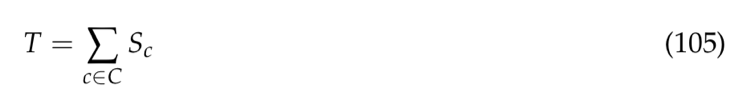 T = ∑_{c∈C} S_c (105)